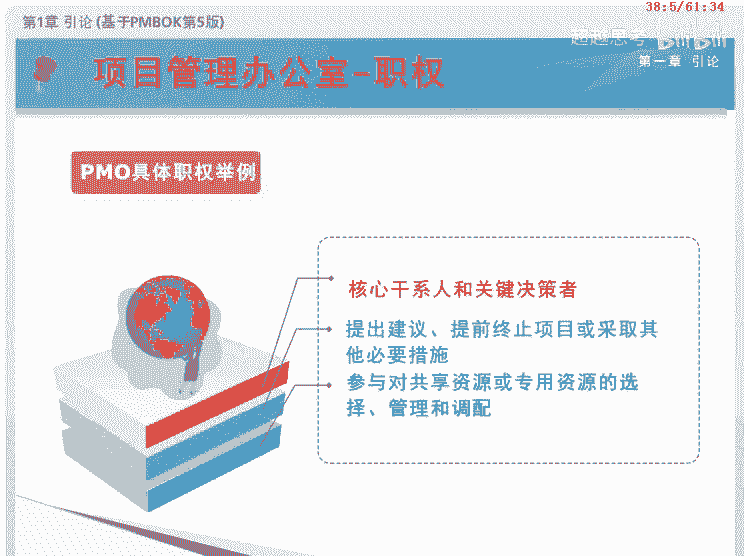 38:5/61:34
第1章 引论 (基于PMBOK第5版)
超越思考 bilibili
第一章 引论
项目管理办公室-职权
PMO具体职权举例
核心干系人和关键决策者
提出建议、提前终止项目或采取其
他必要措施
参与对共享资源或专用资源的选
择、管理和调配